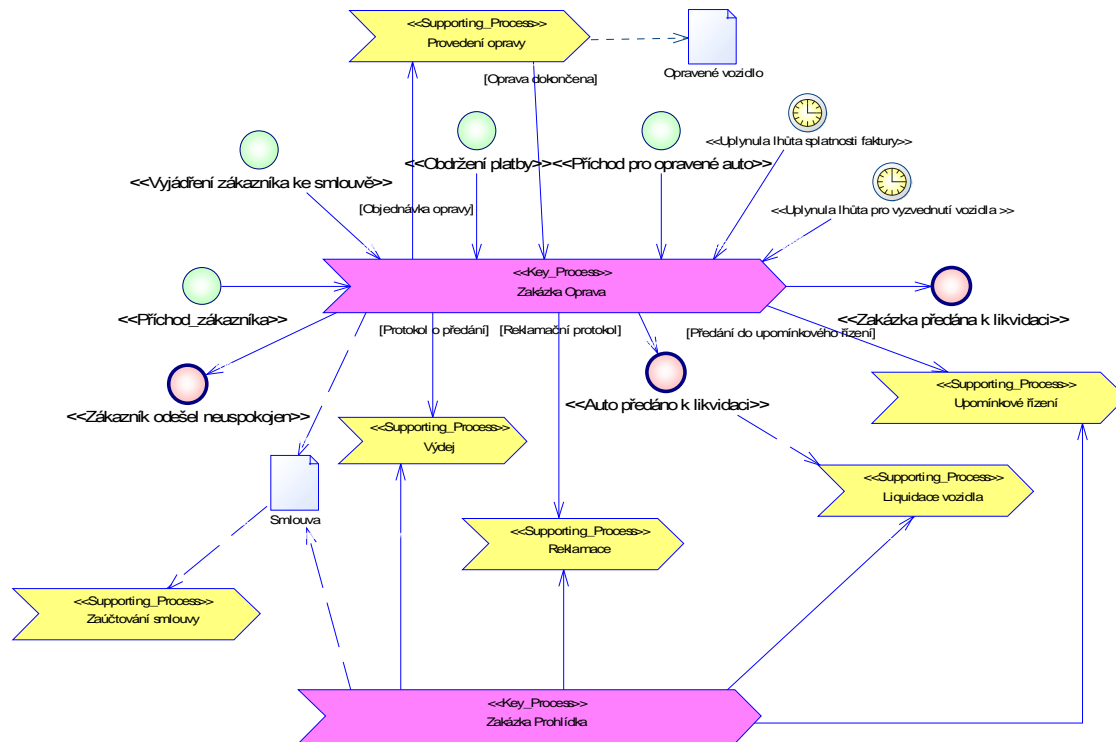 <<Supporting_Process>>
Provedení opravy
[Oprava dokončena]
Opravené vozidlo
<<Uplynula lhůta splatnosti faktury>>
<<Obdržení platby>>
<<Příchod pro opravené auto>>
<<Vyjádření zákazníka ke smlouvě>>
[Objednávka opravy]
<<Uplynula lhůta pro vyzvednutí vozidla >>
<<Key_Process>>
Zakázka Oprava
<<Příchod_zákazníka>>
<<Zakázka předána k likvidaci>>
[Protokol o předání]
[Reklamační protokol]
[Předání do upomínkového řízení]
<<Supporting_Process>>
Upomínkové řízení
<<Zákazník odešel neuspokojen>>
<<Auto předáno k likvidaci>>
<<Supporting_Process>>
Výdej
<<Supporting_Process>>
Liquidace vozidla
Smlouva
<<Supporting_Process>>
Reklamace
<<Supporting_Process>>
Zaúčtování smlouvy
<<Key_Process>>
Zakázka Prohlídka